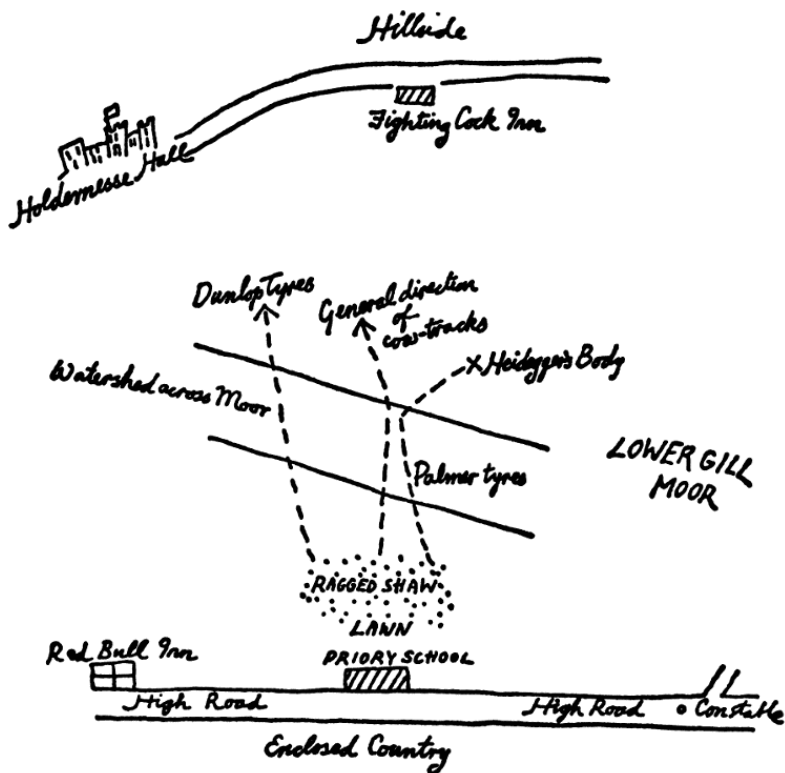 Hillside
Fighting Cock Inn
Holdernesse Hall
Dunlop Tyres
General direction
of
cow-tracks
Heidegger's Body
Watershed across Moor
LOWER GILL
MOOR
Palmer tyres
RAGGED SHAW
LAWN
Red Bull Inn
PRIORY SCHOOL
High Road
High Road
Constable
Enclosed Country